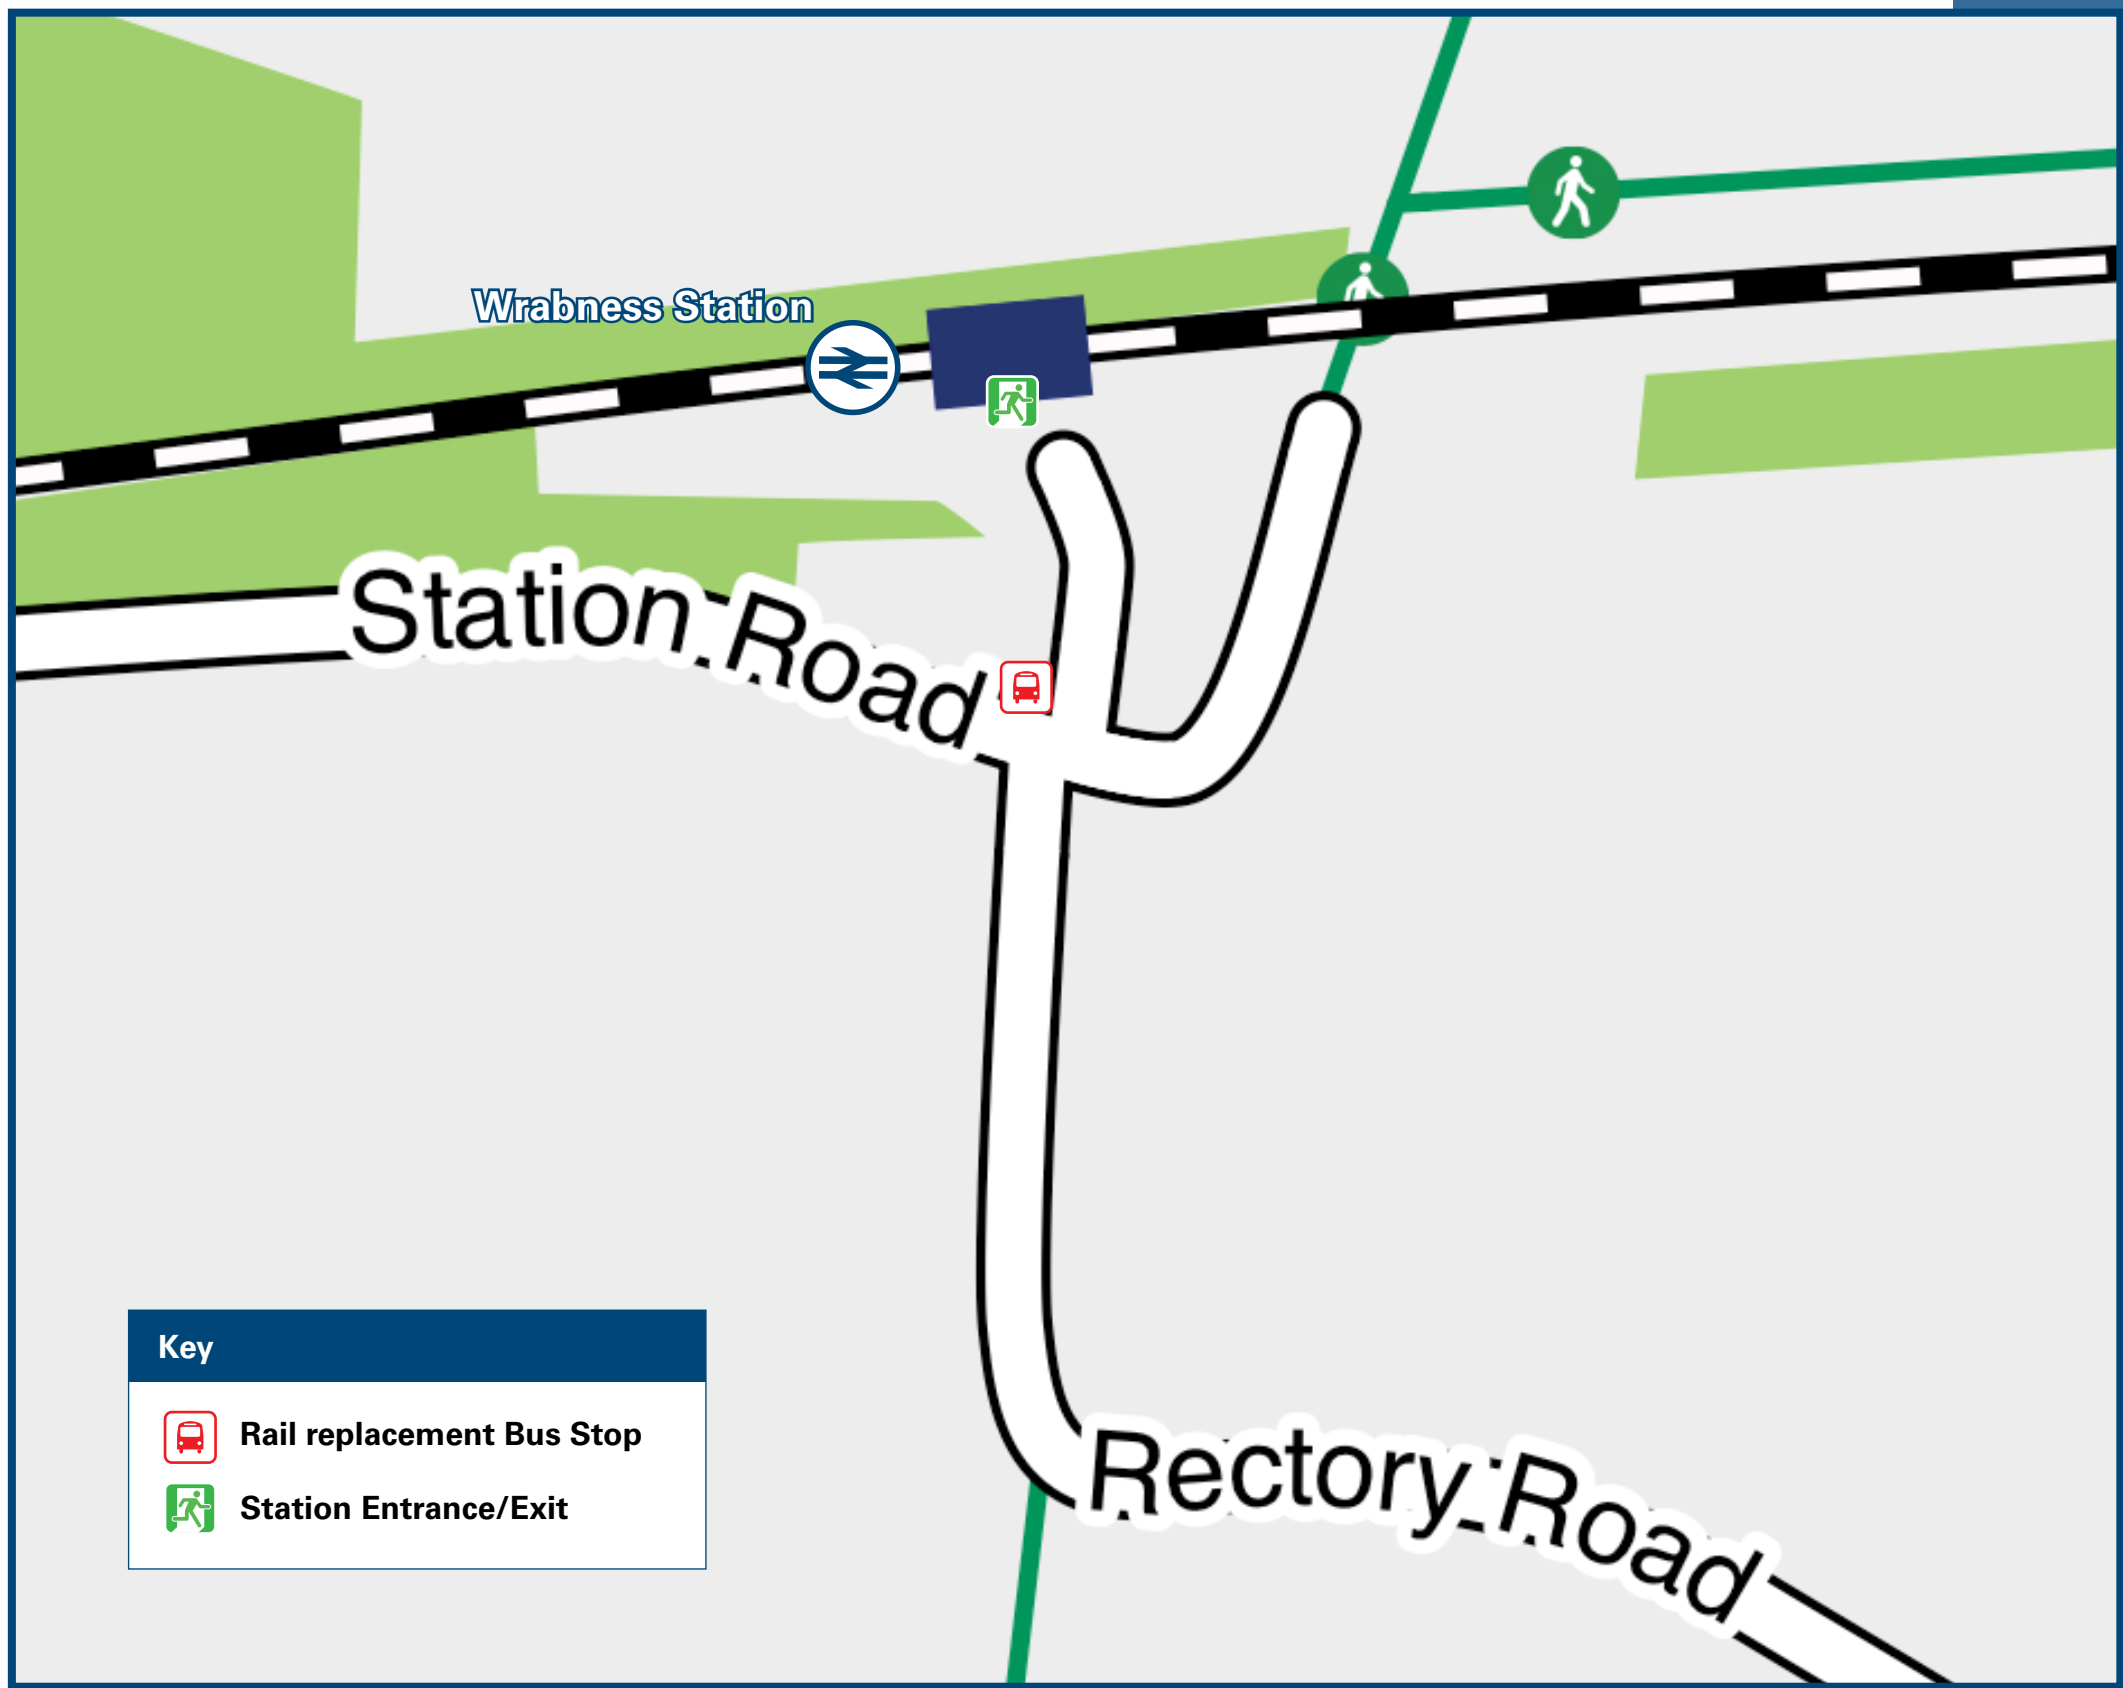 Wrabness Station
Station Road
Rectory Road
Key
Rail replacement Bus Stop
Station Entrance/Exit